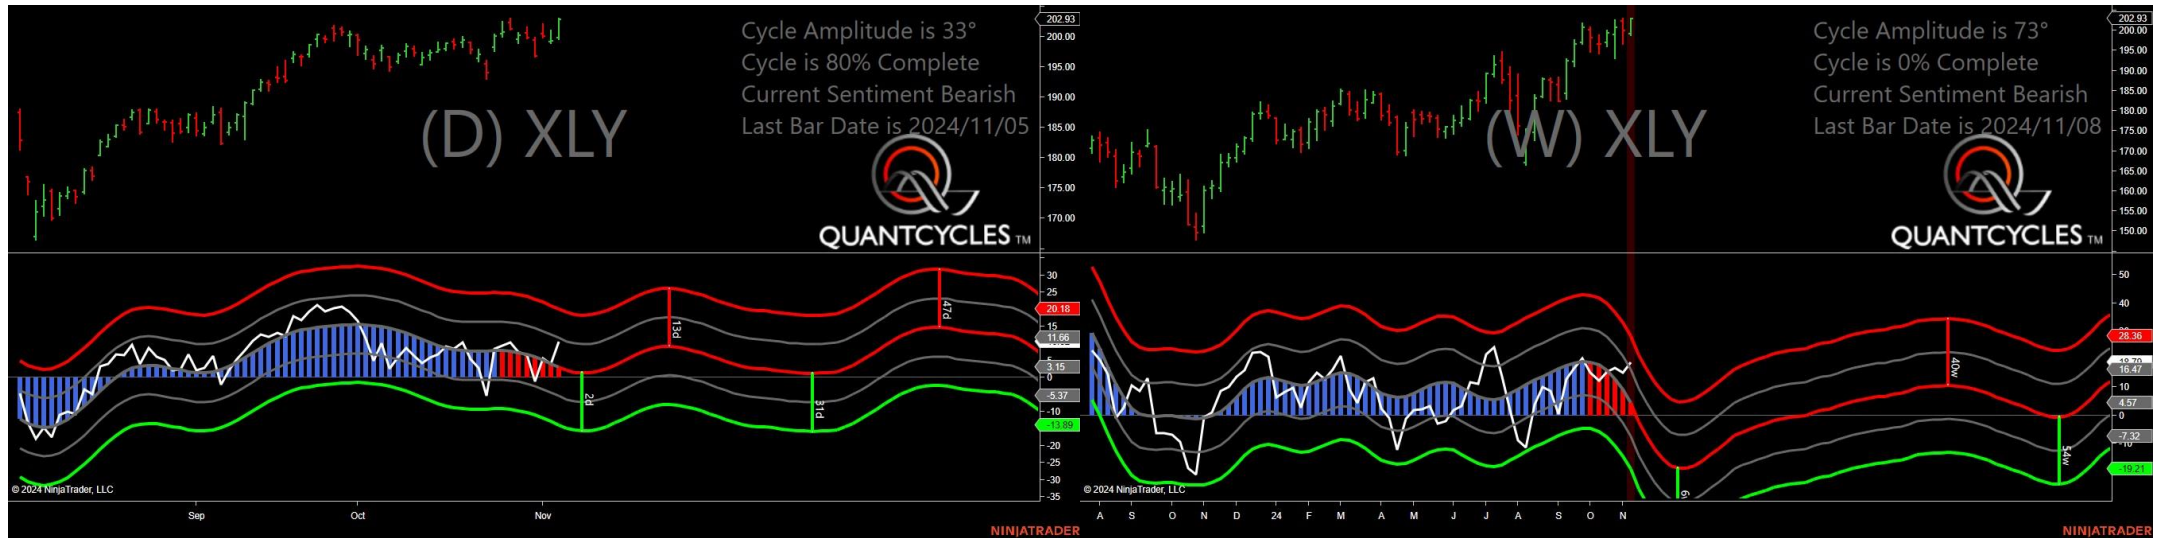 Cycle Amplitude is 33°
Cycle is 80% Complete
Current Sentiment Bearish
Last Bar Date is 2024/11/05
(D) XLY
QUANTCYCLES TM
202.93
200.00
195.00
190.00
185.00
180.00
175.00
170.00
30
25
20.18
15
11.66
5
3.15
0
-5.37
-10
-13.89
-20
-25
-30
-35
2d
13d
31d
47d
© 2024 NinjaTrader, LLC
Sep
Oct
Nov
NINJATRADER
Cycle Amplitude is 73°
Cycle is 0% Complete
Current Sentiment Bearish
Last Bar Date is 2024/11/08
(W) XLY
QUANTCYCLES TM
202.93
200.00
195.00
190.00
185.00
180.00
175.00
170.00
165.00
160.00
155.00
150.00
50
40
28.36
16.47
10
4.57
0
-7.32
-19.21
40w
54w
© 2024 NinjaTrader, LLC
A S O N D 24 F M A M J J A S O N
NINJATRADER